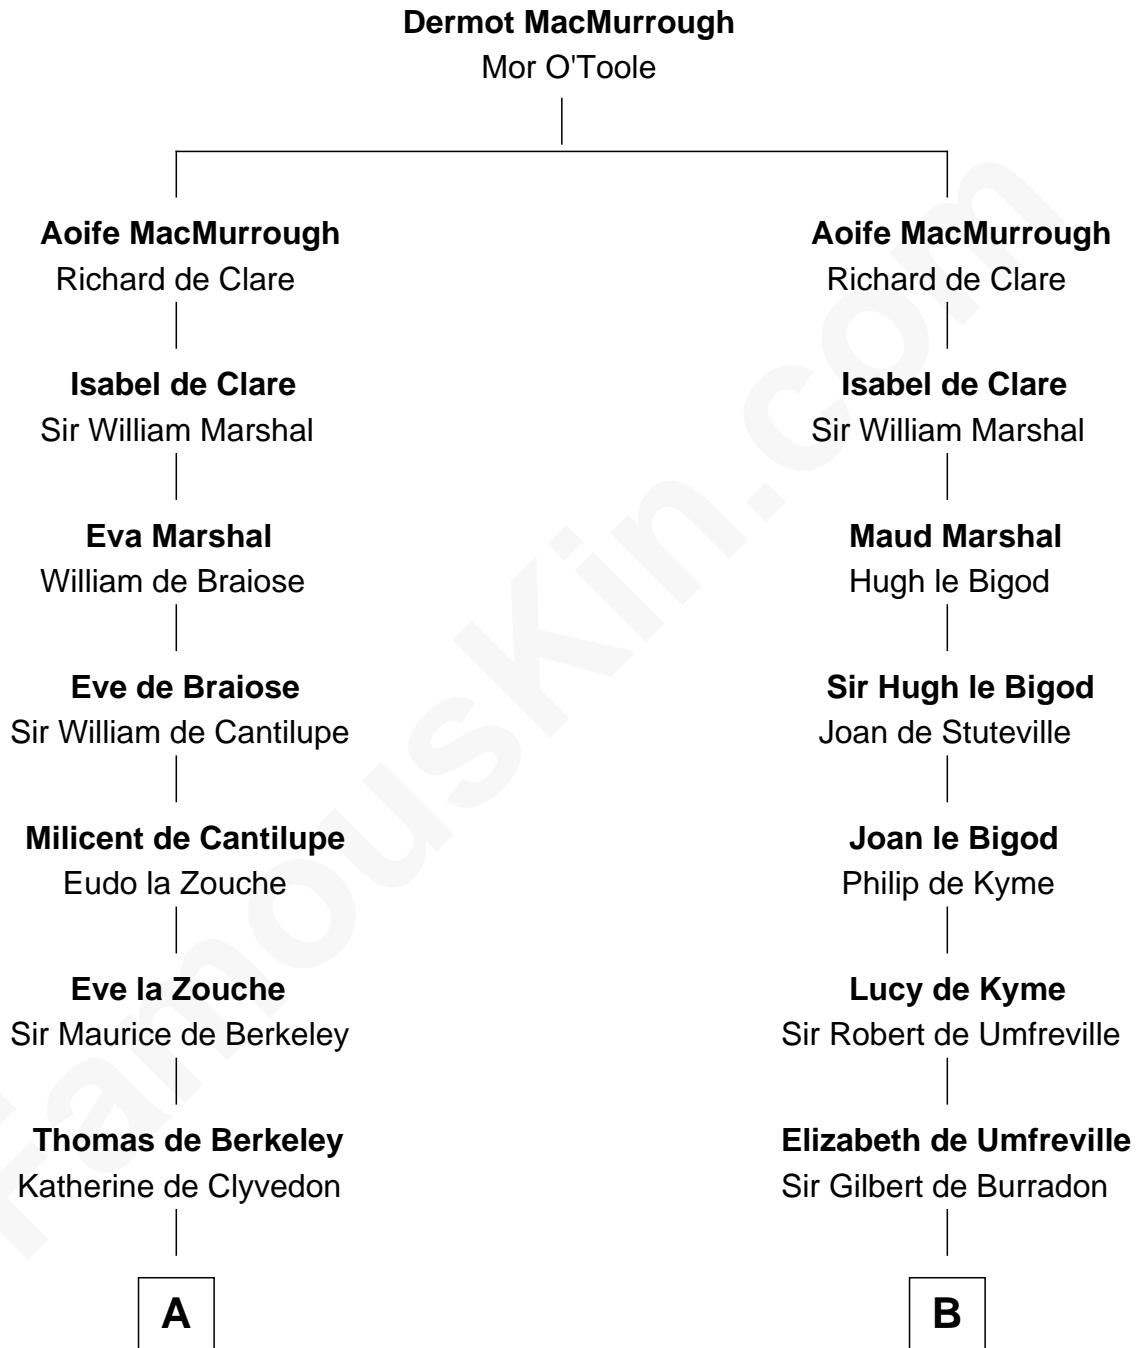 Dermot MacMurrough
Mor O'Toole
Aoife MacMurrough
Richard de Clare
Isabel de Clare
Sir William Marshal
Eva Marshal
William de Braiose
Eve de Braiose
Sir William de Cantilupe
Milicent de Cantilupe
Eudo la Zouche
Eve la Zouche
Sir Maurice de Berkeley
Thomas de Berkeley
Katherine de Clyvedon
A
Aoife MacMurrough
Richard de Clare
Isabel de Clare
Sir William Marshal
Maud Marshal
Hugh le Bigod
Sir Hugh le Bigod
Joan de Stuteville
Joan le Bigod
Philip de Kyme
Lucy de Kyme
Sir Robert de Umfreville
Elizabeth de Umfreville
Sir Gilbert de Burradon
B
FamousKin.com